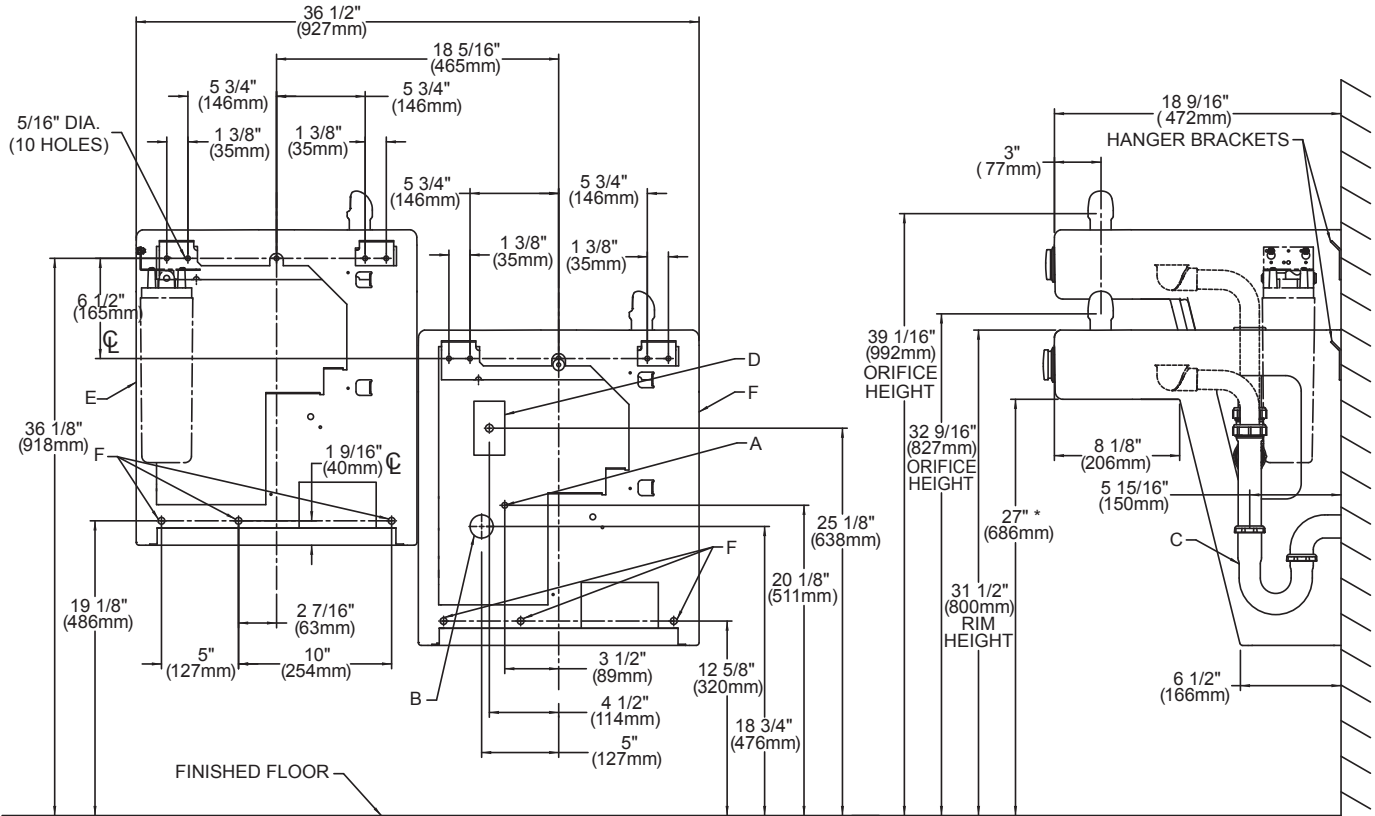 36 1/2"
(927mm)
18 5/16"
(465mm)
5 3/4"
(146mm)
5 3/4"
(146mm)
5/16" DIA.
(10 HOLES)
1 3/8"
(35mm)
1 3/8"
(35mm)
5 3/4"
(146mm)
5 3/4"
(146mm)
1 3/8"
(35mm)
1 3/8"
(35mm)
6 1/2"
(165mm)
CL
E
D
F
A
36 1/8"
(918mm)
F
1 9/16"
(40mm)
CL
25 1/8"
(638mm)
F
20 1/8"
(511mm)
19 1/8"
(486mm)
2 7/16"
(63mm)
5"
(127mm)
10"
(254mm)
3 1/2"
(89mm)
12 5/8"
(320mm)
B
4 1/2"
(114mm)
18 3/4"
(476mm)
5"
(127mm)
FINISHED FLOOR
18 9/16"
( 472mm)
HANGER BRACKETS
3"
( 77mm)
39 1/16"
(992mm)
ORIFICE
HEIGHT
32 9/16"
(827mm)
ORIFICE
HEIGHT
8 1/8"
(206mm)
5 15/16"
(150mm)
27" *
(686mm)
C
31 1/2"
(800mm)
RIM
HEIGHT
6 1/2"
(166mm)